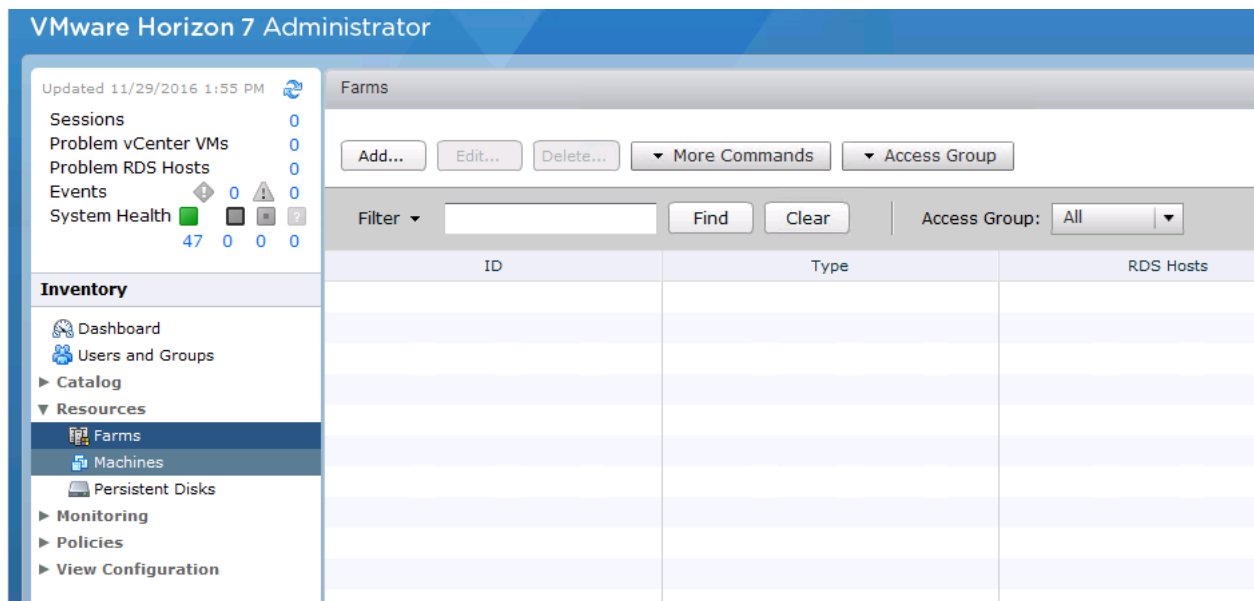 VMware Horizon 7 Administrator
Updated 11/29/2016 1:55 PM
Sessions 0
Problem vCenter VMs 0
Problem RDS Hosts 0
Events ! 0 ! 0
System Health ?
47 0 0 0
Inventory
Dashboard
Users and Groups
Catalog
Resources
Farms
Machines
Persistent Disks
Monitoring
Policies
View Configuration
Farms
Add... Edit... Delete... More Commands Access Group
Filter Find Clear Access Group: All
ID Type RDS Hosts